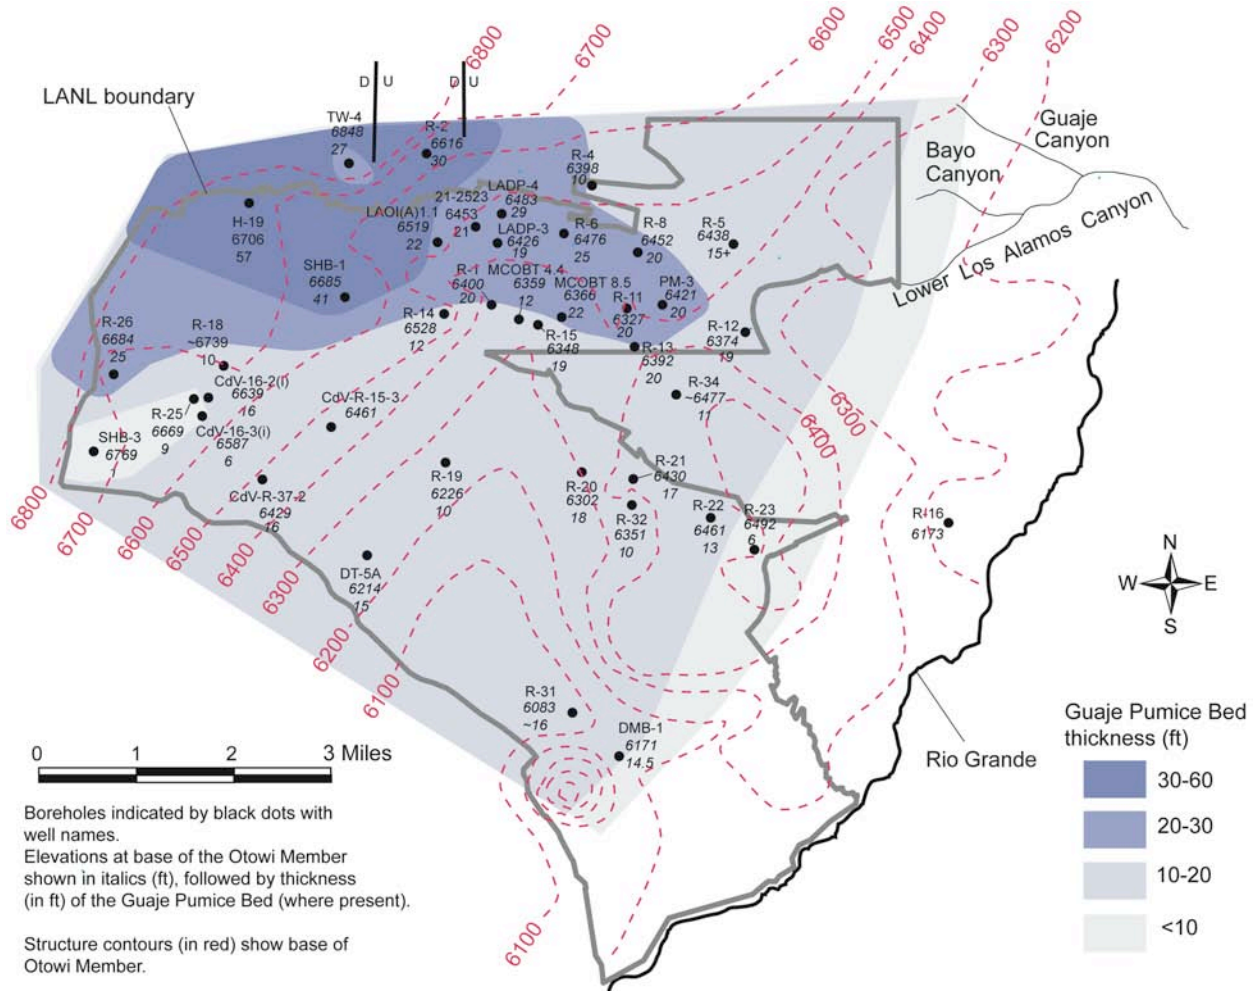 6800
6700
6600
6500
6400
6300
6200
D U
D U
LANL boundary
TW-4
6848
27
R-2
6616
30
Guaje
Canyon
Bayo
Canyon
Lower Los Alamos Canyon
R-4
6398
10
LADP-4
6483
29
21-2523
6453
21
H-19
6706
57
LAOI(A)1.1
6519
22
LADP-3
6426
19
R-6
6476
25
R-8
6452
20
R-5
6438
15+
SHB-1
6685
41
R-1
6400
20
MCOBT 4.4
6359
12
MCOBT 8.5
6366
22
R-11
6327
20
PM-3
6421
20
R-26
6684
25
R-18
~6739
10
R-14
6528
12
R-15
6348
19
R-13
6392
20
R-12
6374
19
CdV-16-2(i)
6639
16
R-25
6669
9
CdV-16-3(i)
6587
6
CdV-R-15-3
6461
R-34
~6477
11
6300
6400
SHB-3
6769
1
CdV-R-37-2
6429
16
R-19
6226
10
R-20
6302
18
R-21
6430
17
R-32
6351
10
R-22
6461
13
R-23
6492
6
R-16
6173
6800
6700
6600
6500
6400
6300
6200
6100
DT-5A
6214
15
N
W E
S
R-31
6083
~16
DMB-1
6171
14.5
6100
Rio Grande
0 1 2 3 Miles
Boreholes indicated by black dots with
well names.
Elevations at base of the Otowi Member
shown in italics (ft), followed by thickness
(in ft) of the Guaje Pumice Bed (where present).
Structure contours (in red) show base of
Otowi Member.
Guaje Pumice Bed
thickness (ft)
30-60
20-30
10-20
<10